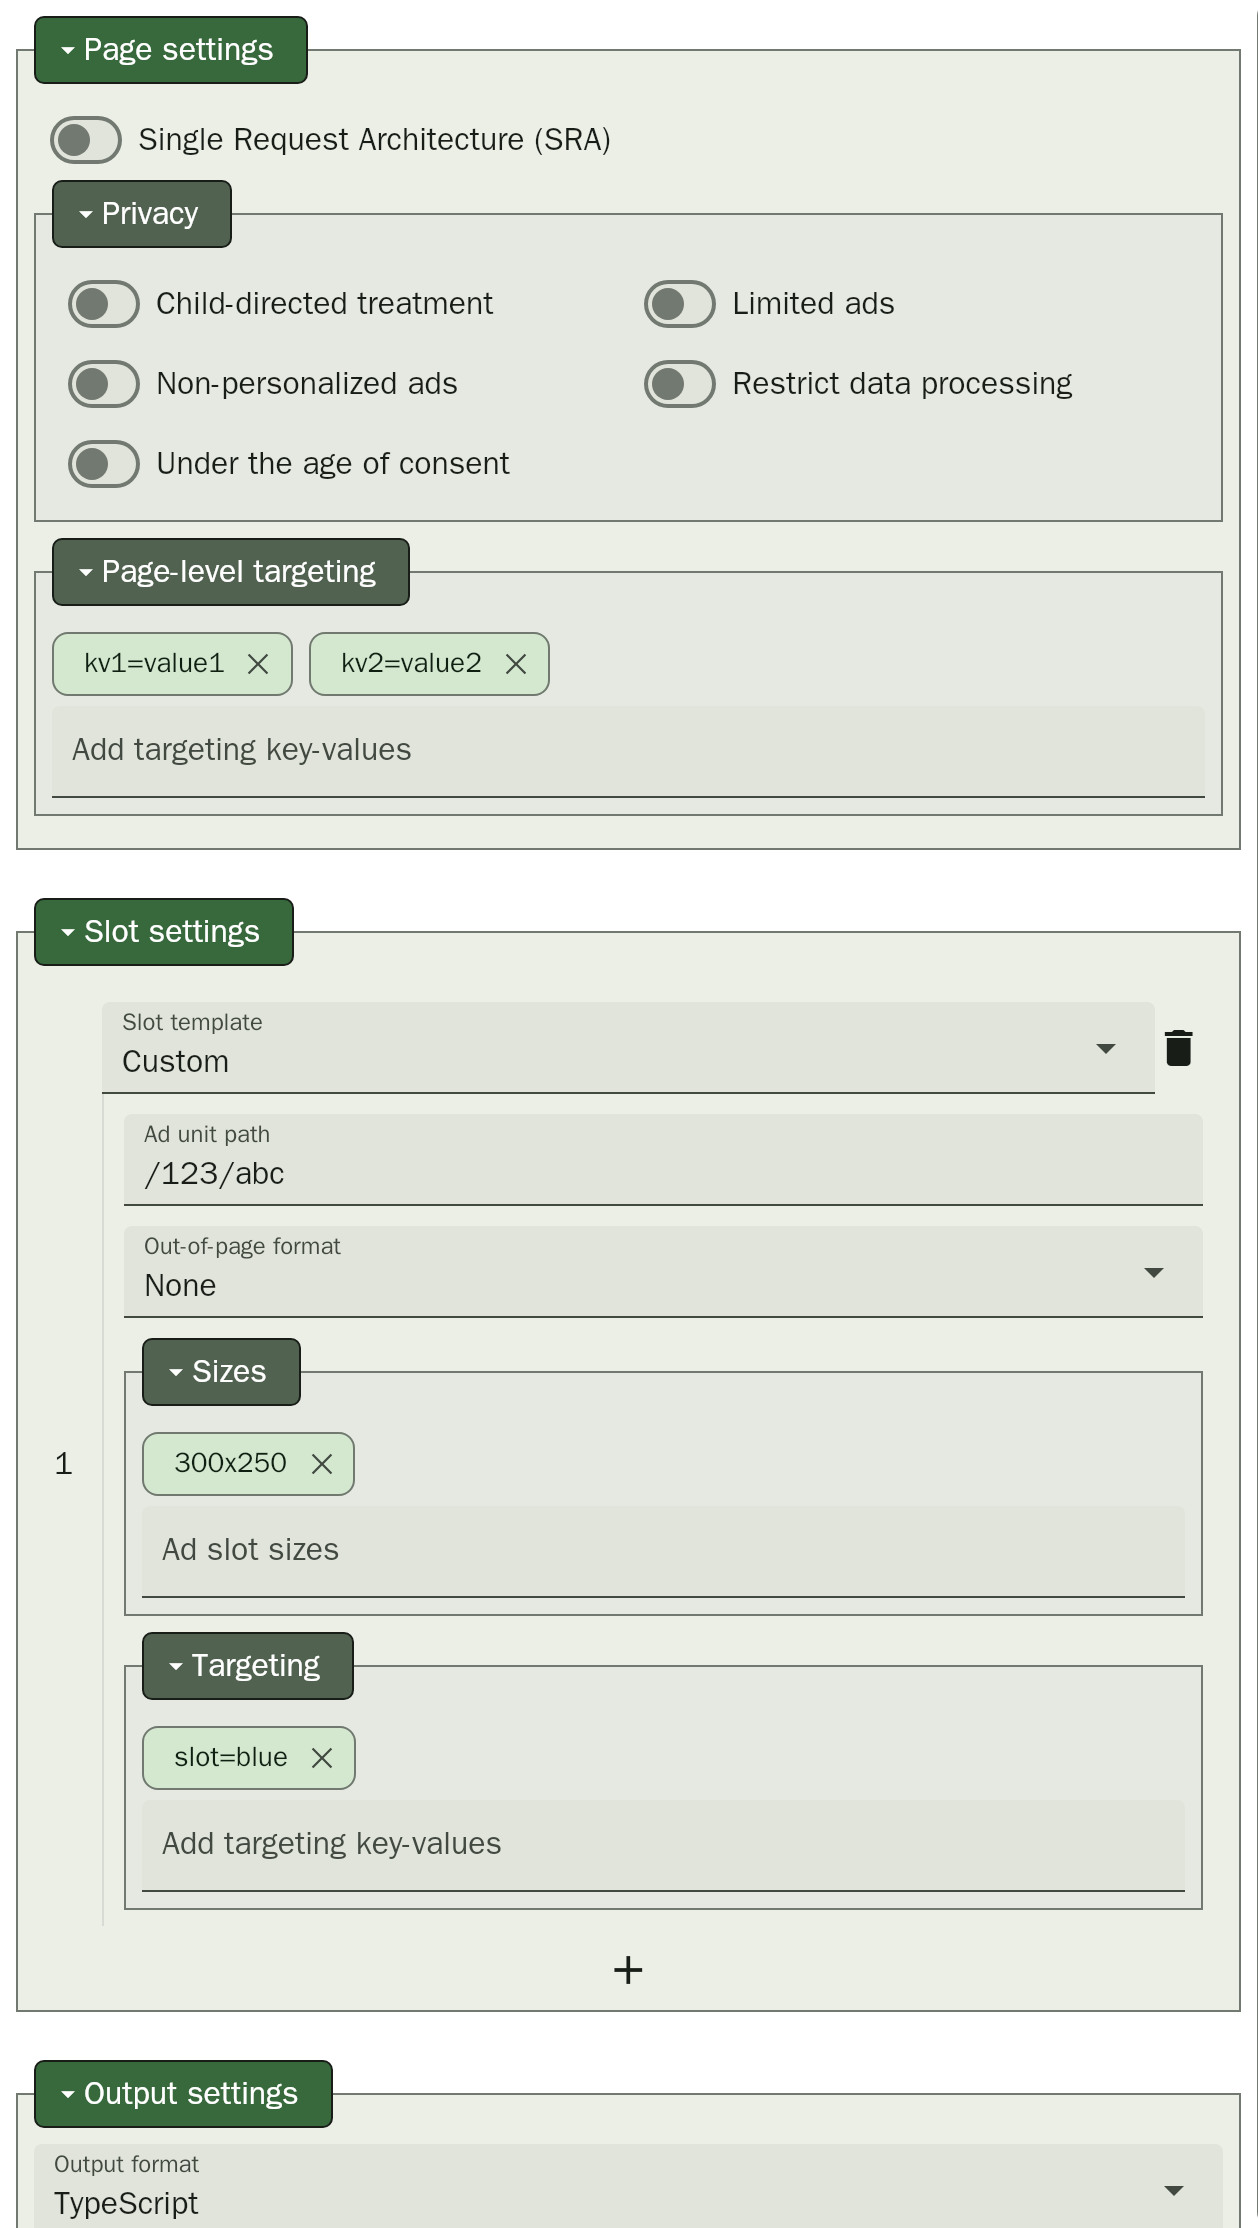 Page settings
Single Request Architecture (SRA)
Privacy
Child-directed treatment
Limited ads
Non-personalized ads
Restrict data processing
Under the age of consent
Page-level targeting
kv1=value1
kv2=value2
Add targeting key-values
Slot settings
Slot template
Custom
Ad unit path
/123/abc
Out-of-page format
None
Sizes
1
300x250
Ad slot sizes
Targeting
slot=blue
Add targeting key-values
Output settings
Output format
TypeScript